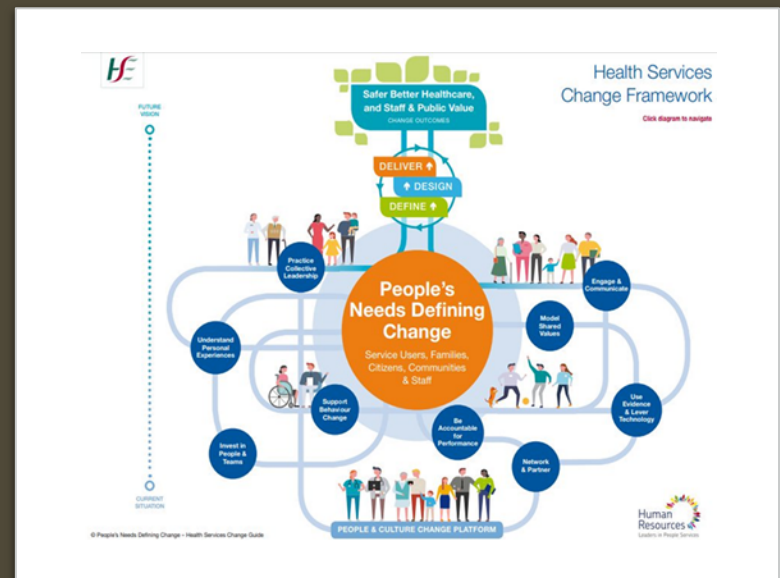 HE
Health Services
Change Framework
Click diagram to navigate
FUTURE
VISION
Safer Better Healthcare,
and Staff & Public Value
CHANGE OUTCOMES
DELIVER
DESIGN
DEFINE
Practice
Collective
Leadership
Engage &
Communicate
People's
Needs Defining
Change
Service Users, Families,
Citizens, Communities
& Staff
Model
Shared
Values
Understand
Personal
Experiences
Support
Behaviour
Change
Use
Evidence
& Lever
Technology
Be
Accountable
for
Performance
Invest in
People &
Teams
Network
& Partner
CURRENT
SITUATION
PEOPLE & CULTURE CHANGE PLATFORM
© People's Needs Defining Change – Health Services Change Guide
Human
Resources
Leaders in People Services